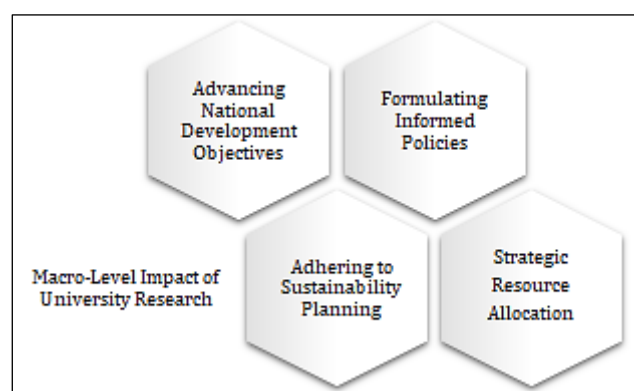 Advancing
National
Development
Objectives
Formulating
Informed
Policies
Macro-Level Impact of
University Research
Adhering to
Sustainability
Planning
Strategic
Resource
Allocation